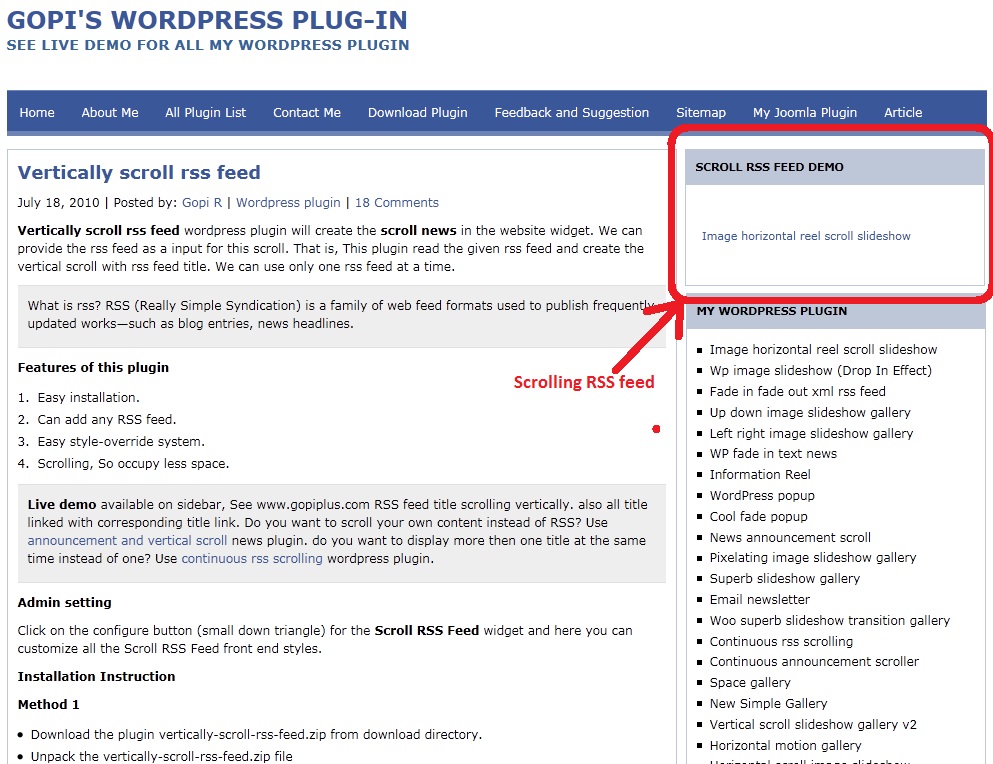 GOPI'S WORDPRESS PLUG-IN
SEE LIVE DEMO FOR ALL MY WORDPRESS PLUGIN
Home About Me All Plugin List Contact Me Download Plugin Feedback and Suggestion Sitemap My Joomla Plugin Article
Vertically scroll rss feed
July 18, 2010 | Posted by: Gopi R | Wordpress plugin | 18 Comments
Vertically scroll rss feed wordpress plugin will create the scroll news in the website widget. We can
provide the rss feed as a input for this scroll. That is, This plugin read the given rss feed and create the
vertical scroll with rss feed title. We can use only one rss feed at a time.
What is rss? RSS (Really Simple Syndication) is a family of web feed formats used to publish frequently
updated works—such as blog entries, news headlines.
Features of this plugin
1. Easy installation.
2. Can add any RSS feed.
3. Easy style-override system.
4. Scrolling, So occupy less space.
Live demo available on sidebar, See www.gopiplus.com RSS feed title scrolling vertically. also all title
linked with corresponding title link. Do you want to scroll your own content instead of RSS? Use
announcement and vertical scroll news plugin. do you want to display more then one title at the same
time instead of one? Use continuous rss scrolling wordpress plugin.
Admin setting
Click on the configure button (small down triangle) for the Scroll RSS Feed widget and here you can
customize all the Scroll RSS Feed front end styles.
Installation Instruction
Method 1
• Download the plugin vertically-scroll-rss-feed.zip from download directory.
• Unpack the vertically-scroll-rss-feed.zip file
SCROLL RSS FEED DEMO
Image horizontal reel scroll slideshow
Scrolling RSS feed
MY WORDPRESS PLUGIN
▪ Image horizontal reel scroll slideshow
▪ Wp image slideshow (Drop In Effect)
▪ Fade in fade out xml rss feed
▪ Up down image slideshow gallery
▪ Left right image slideshow gallery
▪ WP fade in text news
▪ Information Reel
▪ WordPress popup
▪ Cool fade popup
▪ News announcement scroll
▪ Pixelating image slideshow gallery
▪ Superb slideshow gallery
▪ Email newsletter
▪ Woo superb slideshow transition gallery
▪ Continuous rss scrolling
▪ Continuous announcement scroller
▪ Space gallery
▪ New Simple Gallery
▪ Vertical scroll slideshow gallery v2
▪ Horizontal motion gallery
▪ Horizontal scroll image slideshow